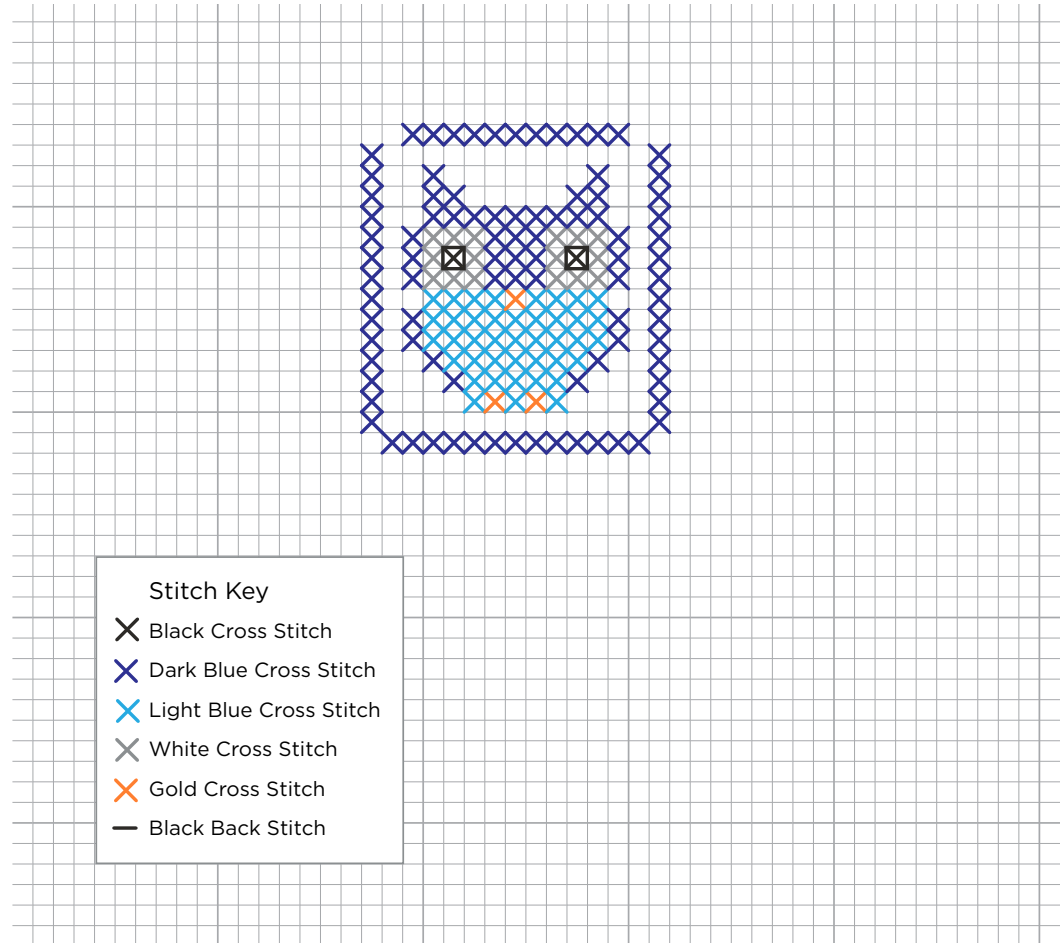 Stitch Key
Black Cross Stitch
Dark Blue Cross Stitch
Light Blue Cross Stitch
White Cross Stitch
Gold Cross Stitch
Black Back Stitch